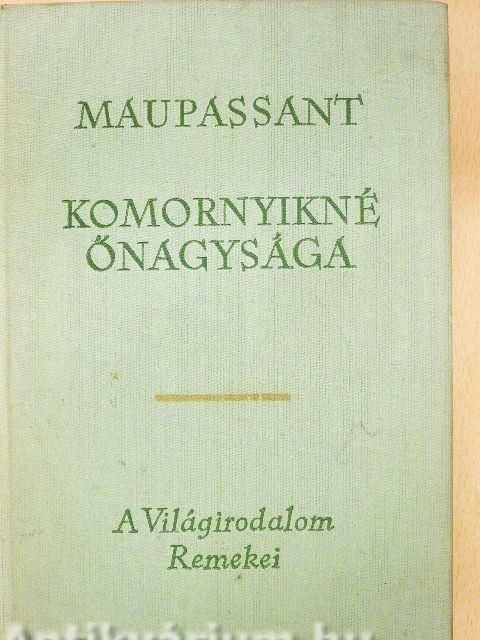 MAUPASSANT
KOMORNYIKNÉ
ŐNAGYSÁGA
A Világirodalom
Remekei